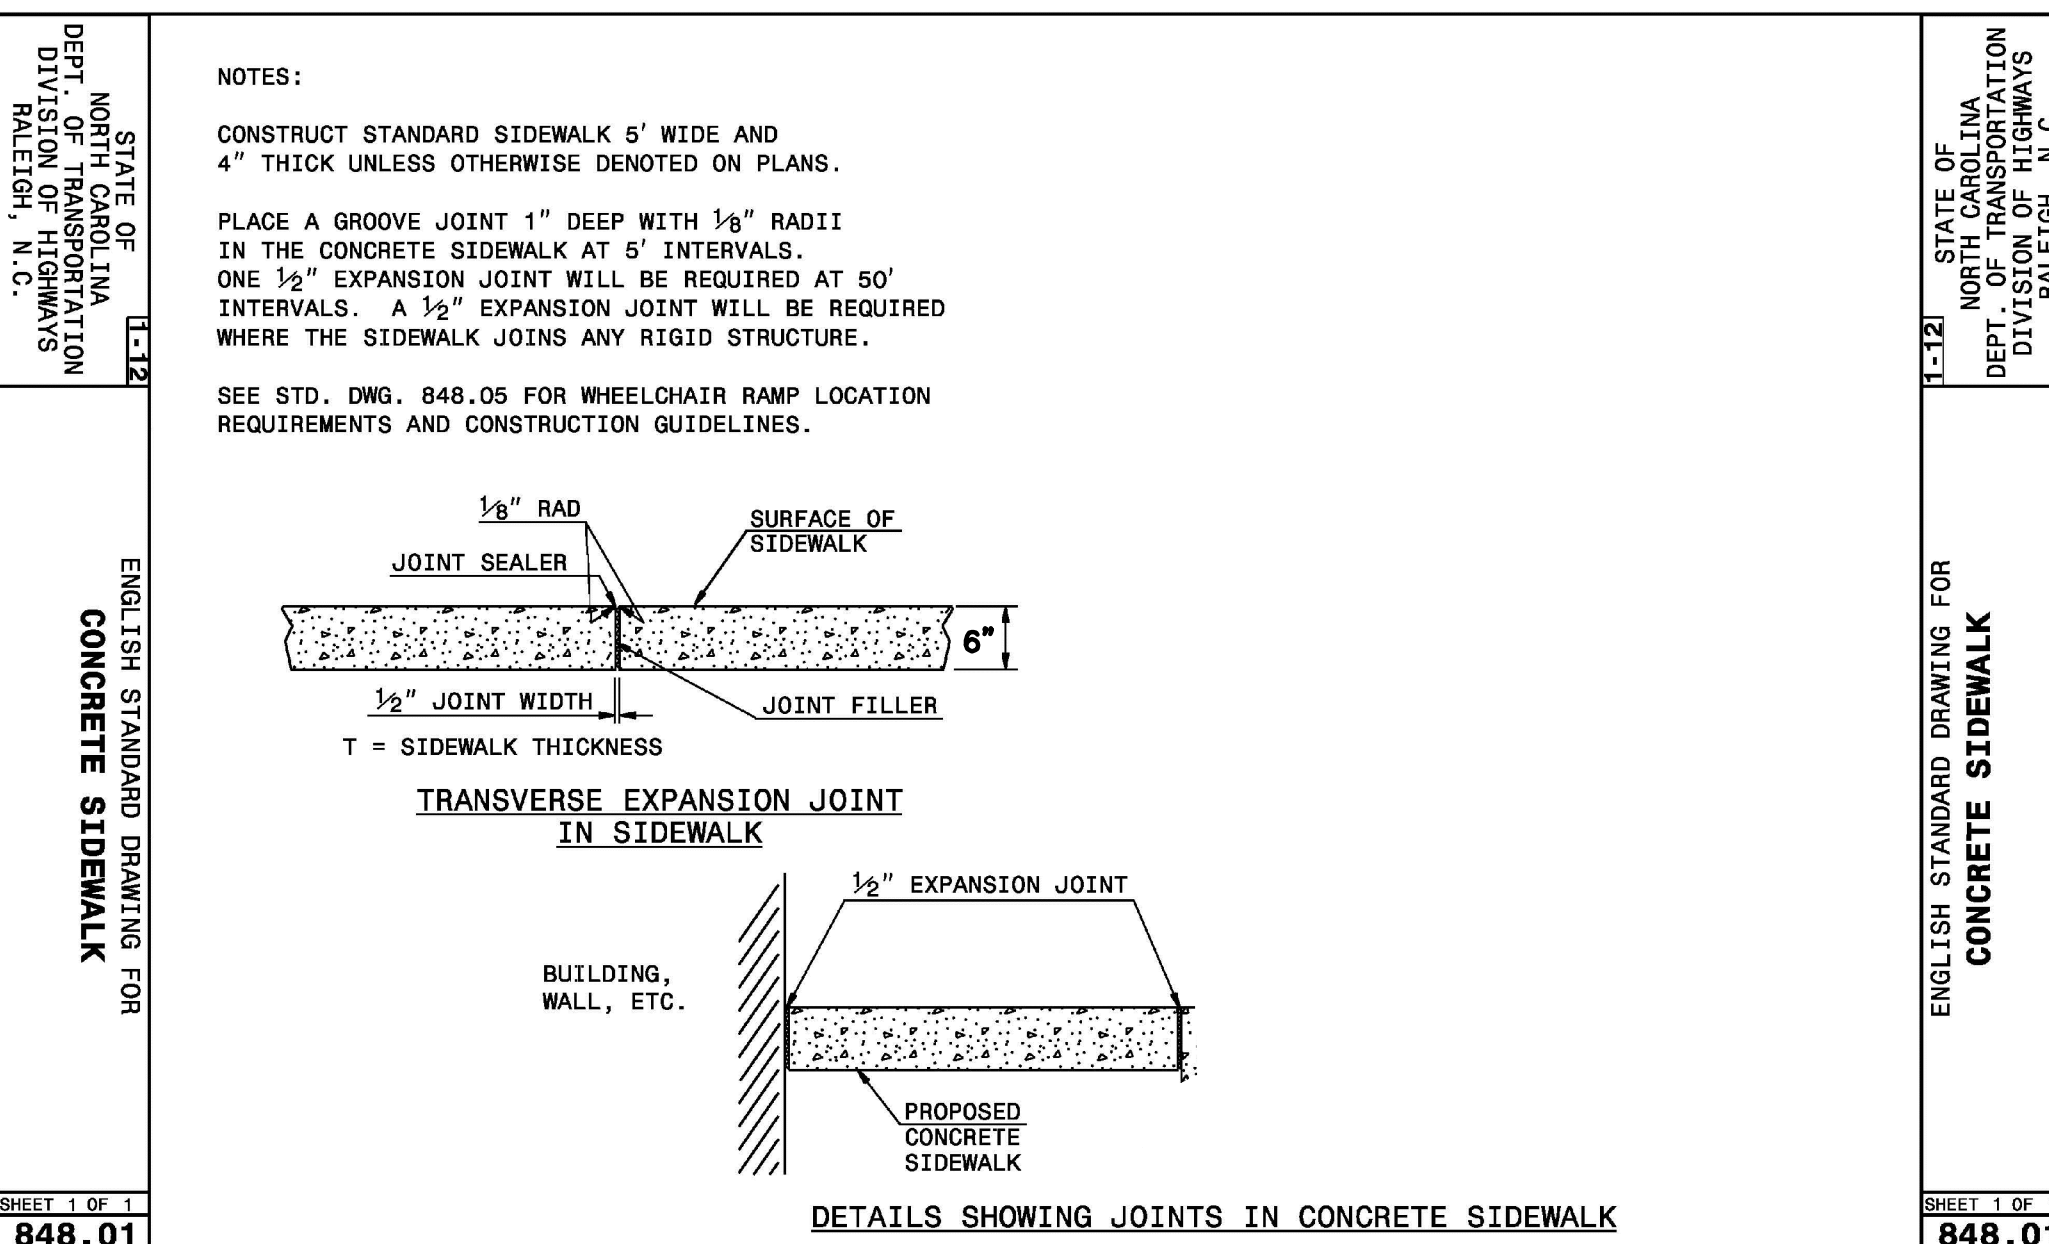 STATE OF
NORTH CAROLINA
DEPT. OF TRANSPORTATION
DIVISION OF HIGHWAYS
RALEIGH, N.C.
1-12
ENGLISH STANDARD DRAWING FOR
CONCRETE SIDEWALK
SHEET 1 OF 1
848.01
NOTES:
CONSTRUCT STANDARD SIDEWALK 5' WIDE AND
4" THICK UNLESS OTHERWISE DENOTED ON PLANS.
PLACE A GROOVE JOINT 1" DEEP WITH 1/8" RADII
IN THE CONCRETE SIDEWALK AT 5' INTERVALS.
ONE 1/2" EXPANSION JOINT WILL BE REQUIRED AT 50'
INTERVALS. A 1/2" EXPANSION JOINT WILL BE REQUIRED
WHERE THE SIDEWALK JOINS ANY RIGID STRUCTURE.
SEE STD. DWG. 848.05 FOR WHEELCHAIR RAMP LOCATION
REQUIREMENTS AND CONSTRUCTION GUIDELINES.
1/8" RAD
SURFACE OF
SIDEWALK
JOINT SEALER
6"
1/2" JOINT WIDTH
JOINT FILLER
T = SIDEWALK THICKNESS
TRANSVERSE EXPANSION JOINT
IN SIDEWALK
1/2" EXPANSION JOINT
BUILDING,
WALL, ETC.
PROPOSED
CONCRETE
SIDEWALK
DETAILS SHOWING JOINTS IN CONCRETE SIDEWALK
STATE OF
NORTH CAROLINA
DEPT. OF TRANSPORTATION
DIVISION OF HIGHWAYS
1-12
ENGLISH STANDARD DRAWING FOR
CONCRETE SIDEWALK
SHEET 1 OF
848.01